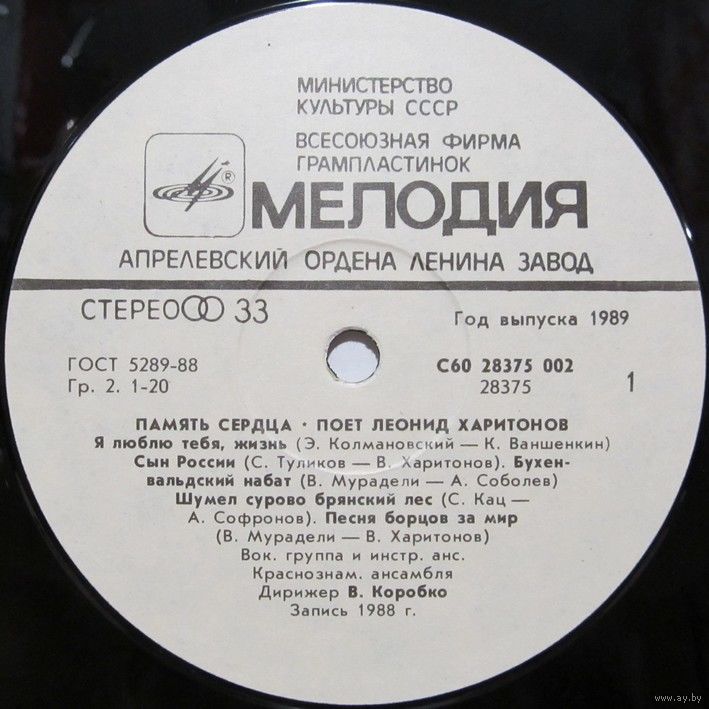 МИНИСТЕРСТВО
КУЛЬТУРЫ СССР
ВСЕСОЮЗНАЯ ФИРМА
ГРАМПЛАСТИНОК
®
МЕЛОДИЯ
АПРЕЛЕВСКИЙ ОРДЕНА ЛЕНИНА ЗАВОД
СТЕРЕО 33
Год выпуска 1989
ГОСТ 5289-88
Гр. 2. 1-20
С60 28375 002
28375
1
ПАМЯТЬ СЕРДЦА · ПОЕТ ЛЕОНИД ХАРИТОНОВ
Я люблю тебя, жизнь (Э. Колмановский — К. Ваншенкин)
Сын России (С. Туликов — В. Харитонов). Бухен-
вальдский набат (В. Мурадели — А. Соболев)
Шумел сурово брянский лес (С. Кац —
А. Софронов). Песня борцов за мир
(В. Мурадели — В. Харитонов)
Вок. группа и инстр. анс.
Краснознам. ансамбля
Дирижер В. Коробко
Запись 1988 г.
www.ay.by